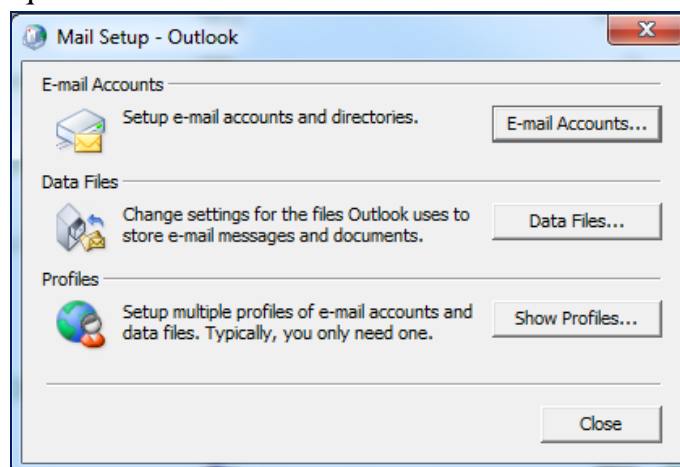 Mail Setup - Outlook
E-mail Accounts
Setup e-mail accounts and directories.
E-mail Accounts...
Data Files
Change settings for the files Outlook uses to
store e-mail messages and documents.
Data Files...
Profiles
Setup multiple profiles of e-mail accounts and
data files. Typically, you only need one.
Show Profiles...
Close